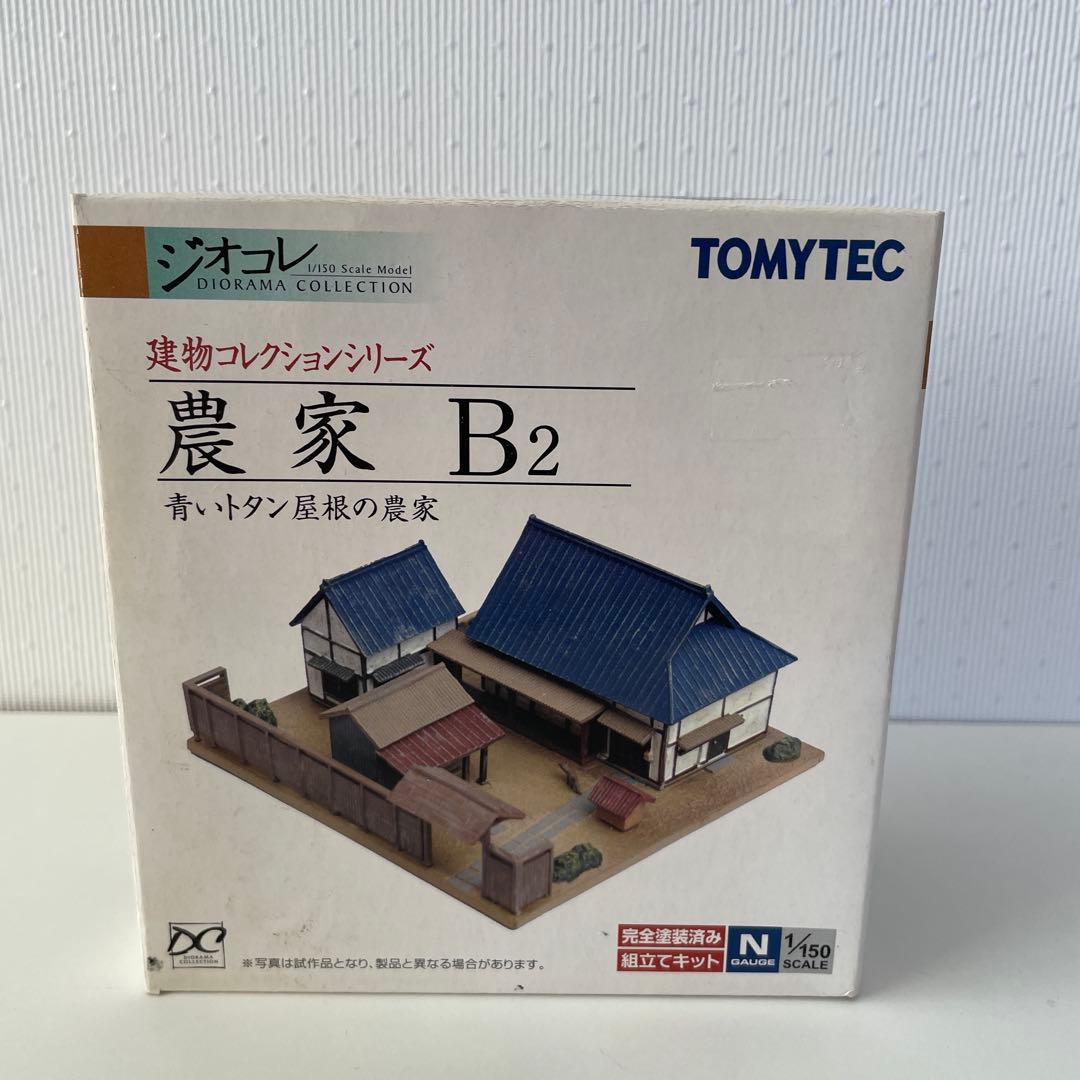 ジオコレ
1/150 Scale Model
DIORAMA COLLECTION
TOMYTEC
建物コレクションシリーズ
農家 B2
青いトタン屋根の農家
DC
DIORAMA
COLLECTION
※写真は試作品となり、製品と異なる場合があります。
完全塗装済み
組立てキット
N
GAUGE
1/150
SCALE